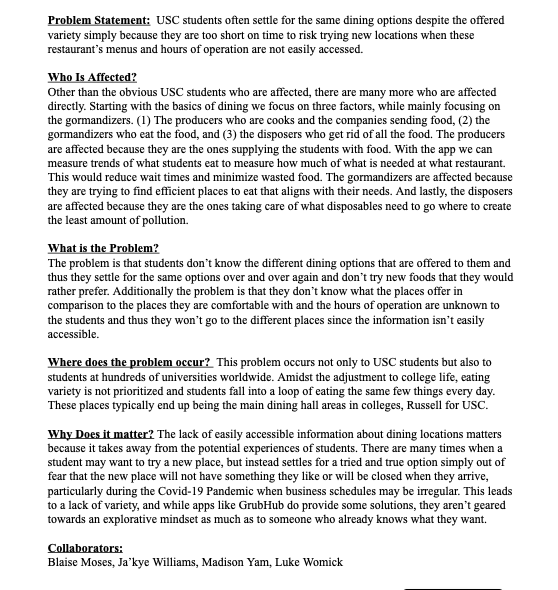 Problem Statement: USC students often settle for the same dining options despite the offered
variety simply because they are too short on time to risk trying new locations when these
restaurant's menus and hours of operation are not easily accessed.
Who Is Affected?
Other than the obvious USC students who are affected, there are many more who are affected
directly. Starting with the basics of dining we focus on three factors, while mainly focusing on
the gormandizers. (1) The producers who are cooks and the companies sending food, (2) the
gormandizers who eat the food, and (3) the disposers who get rid of all the food. The producers
are affected because they are the ones supplying the students with food. With the app we can
measure trends of what students eat to measure how much of what is needed at what restaurant.
This would reduce wait times and minimize wasted food. The gormandizers are affected because
they are trying to find efficient places to eat that aligns with their needs. And lastly, the disposers
are affected because they are the ones taking care of what disposables need to go where to create
the least amount of pollution.
What is the Problem?
The problem is that students don't know the different dining options that are offered to them and
thus they settle for the same options over and over again and don't try new foods that they would
rather prefer. Additionally the problem is that they don't know what the places offer in
comparison to the places they are comfortable with and the hours of operation are unknown to
the students and thus they won't go to the different places since the information isn't easily
accessible.
Where does the problem occur? This problem occurs not only to USC students but also to
students at hundreds of universities worldwide. Amidst the adjustment to college life, eating
variety is not prioritized and students fall into a loop of eating the same few things every day.
These places typically end up being the main dining hall areas in colleges, Russell for USC.
Why Does it matter? The lack of easily accessible information about dining locations matters
because it takes away from the potential experiences of students. There are many times when a
student may want to try a new place, but instead settles for a tried and true option simply out of
fear that the new place will not have something they like or will be closed when they arrive,
particularly during the Covid-19 Pandemic when business schedules may be irregular. This leads
to a lack of variety, and while apps like GrubHub do provide some solutions, they aren't geared
towards an explorative mindset as much as to someone who already knows what they want.
Collaborators:
Blaise Moses, Ja'kye Williams, Madison Yam, Luke Womick